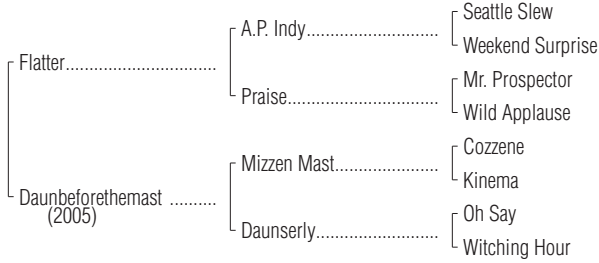 Seattle Slew
A.P. Indy..............................
Weekend Surprise
Flatter...................................
Mr. Prospector
Praise...................................
Wild Applause
Cozzene
Mizzen Mast........................
Kinema
Daunbeforethemast ..........
(2005)
Oh Say
Daunserly............................
Witching Hour